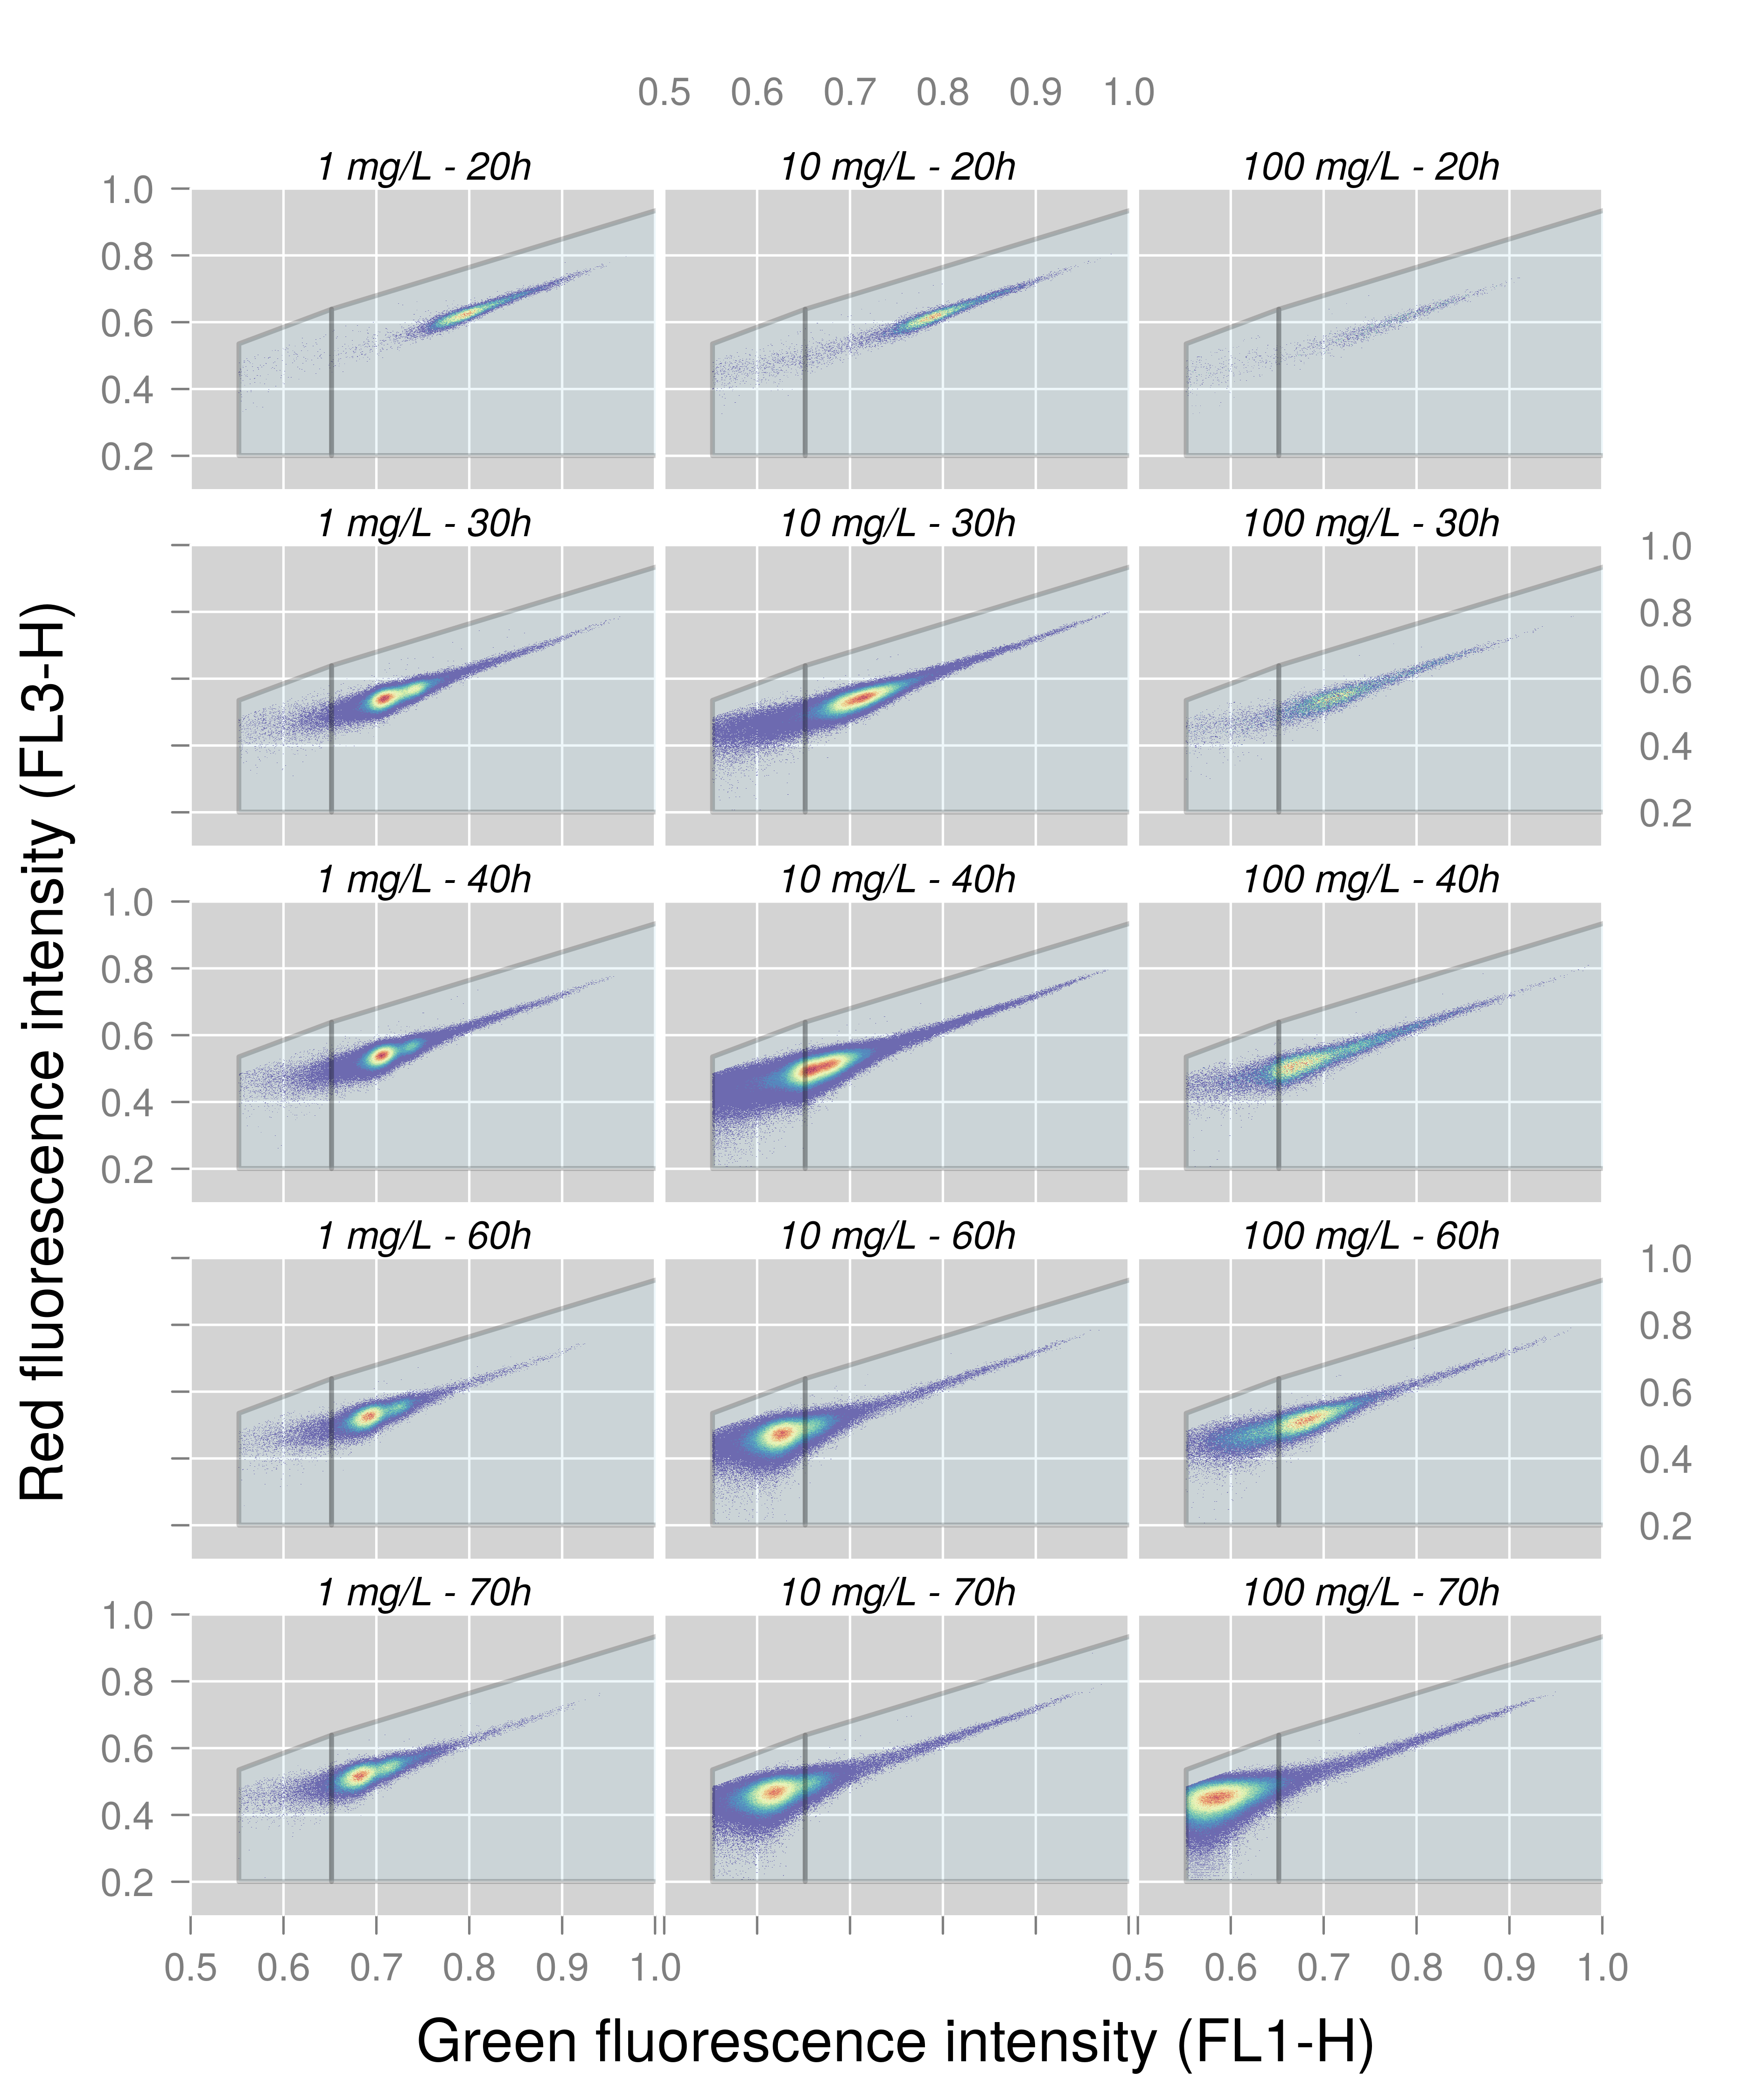 0.5 0.6 0.7 0.8 0.9 1.0
1 mg/L - 20h 10 mg/L - 20h 100 mg/L - 20h
1.0
0.8
0.6
0.4
0.2
1 mg/L - 30h 10 mg/L - 30h 100 mg/L - 30h
1.0
0.8
0.6
0.4
0.2
1 mg/L - 40h 10 mg/L - 40h 100 mg/L - 40h
1.0
0.8
0.6
0.4
0.2
1 mg/L - 60h 10 mg/L - 60h 100 mg/L - 60h
1.0
0.8
0.6
0.4
0.2
1 mg/L - 70h 10 mg/L - 70h 100 mg/L - 70h
1.0
0.8
0.6
0.4
0.2
0.5 0.6 0.7 0.8 0.9 1.0 0.5 0.6 0.7 0.8 0.9 1.0
Green fluorescence intensity (FL1-H)
Red fluorescence intensity (FL3-H)